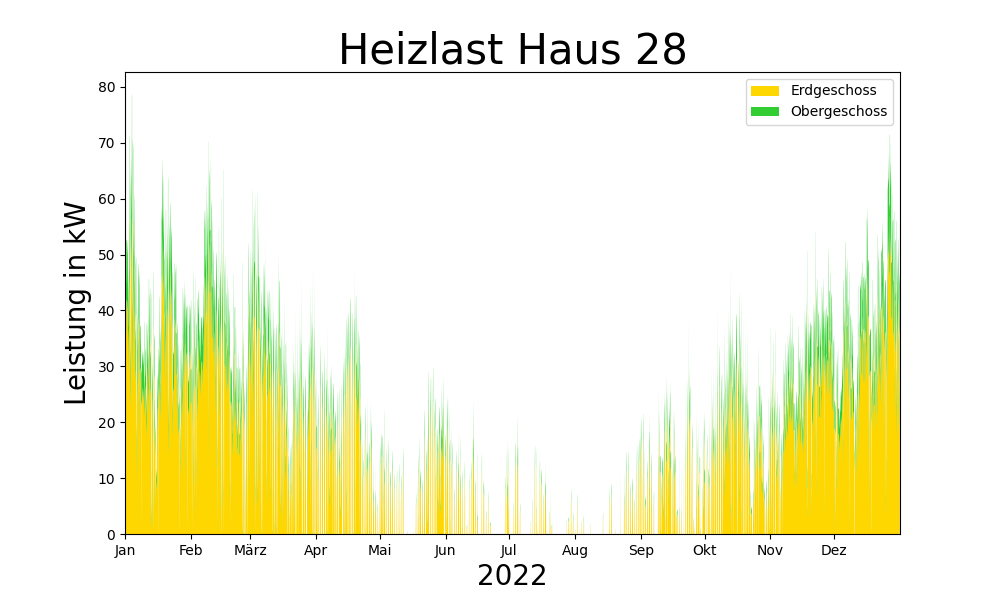 Heizlast Haus 28
Erdgeschoss
Obergeschoss
Leistung in kW
80
70
60
50
40
30
20
10
0
Jan Feb März Apr Mai Jun Jul Aug Sep Okt Nov Dez
2022